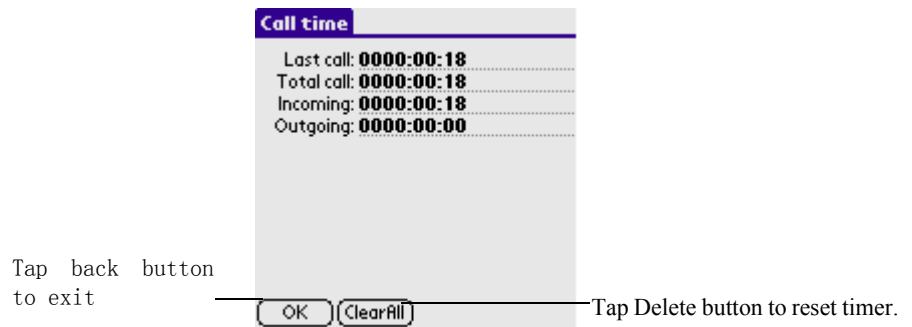 Call time
Last call: 0000:00:18
Total call: 0000:00:18
Incoming: 0000:00:18
Outgoing: 0000:00:00
Tap back button
to exit
OK
ClearAll
Tap Delete button to reset timer.